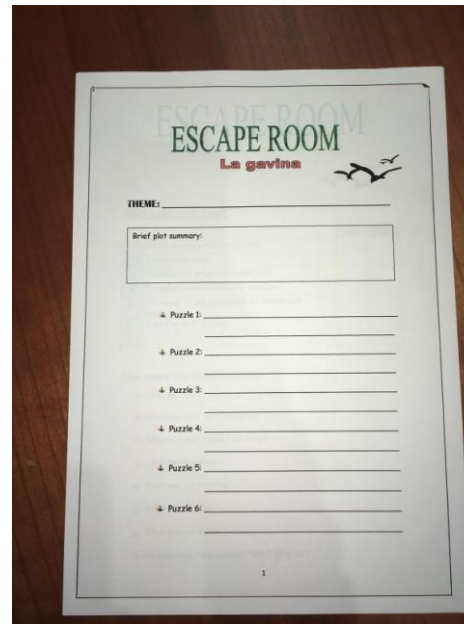 ESCAPE ROOM
La gavina
THEME:
Brief plot summary:
Puzzle 1:
Puzzle 2:
Puzzle 3:
Puzzle 4:
Puzzle 5:
Puzzle 6:
1